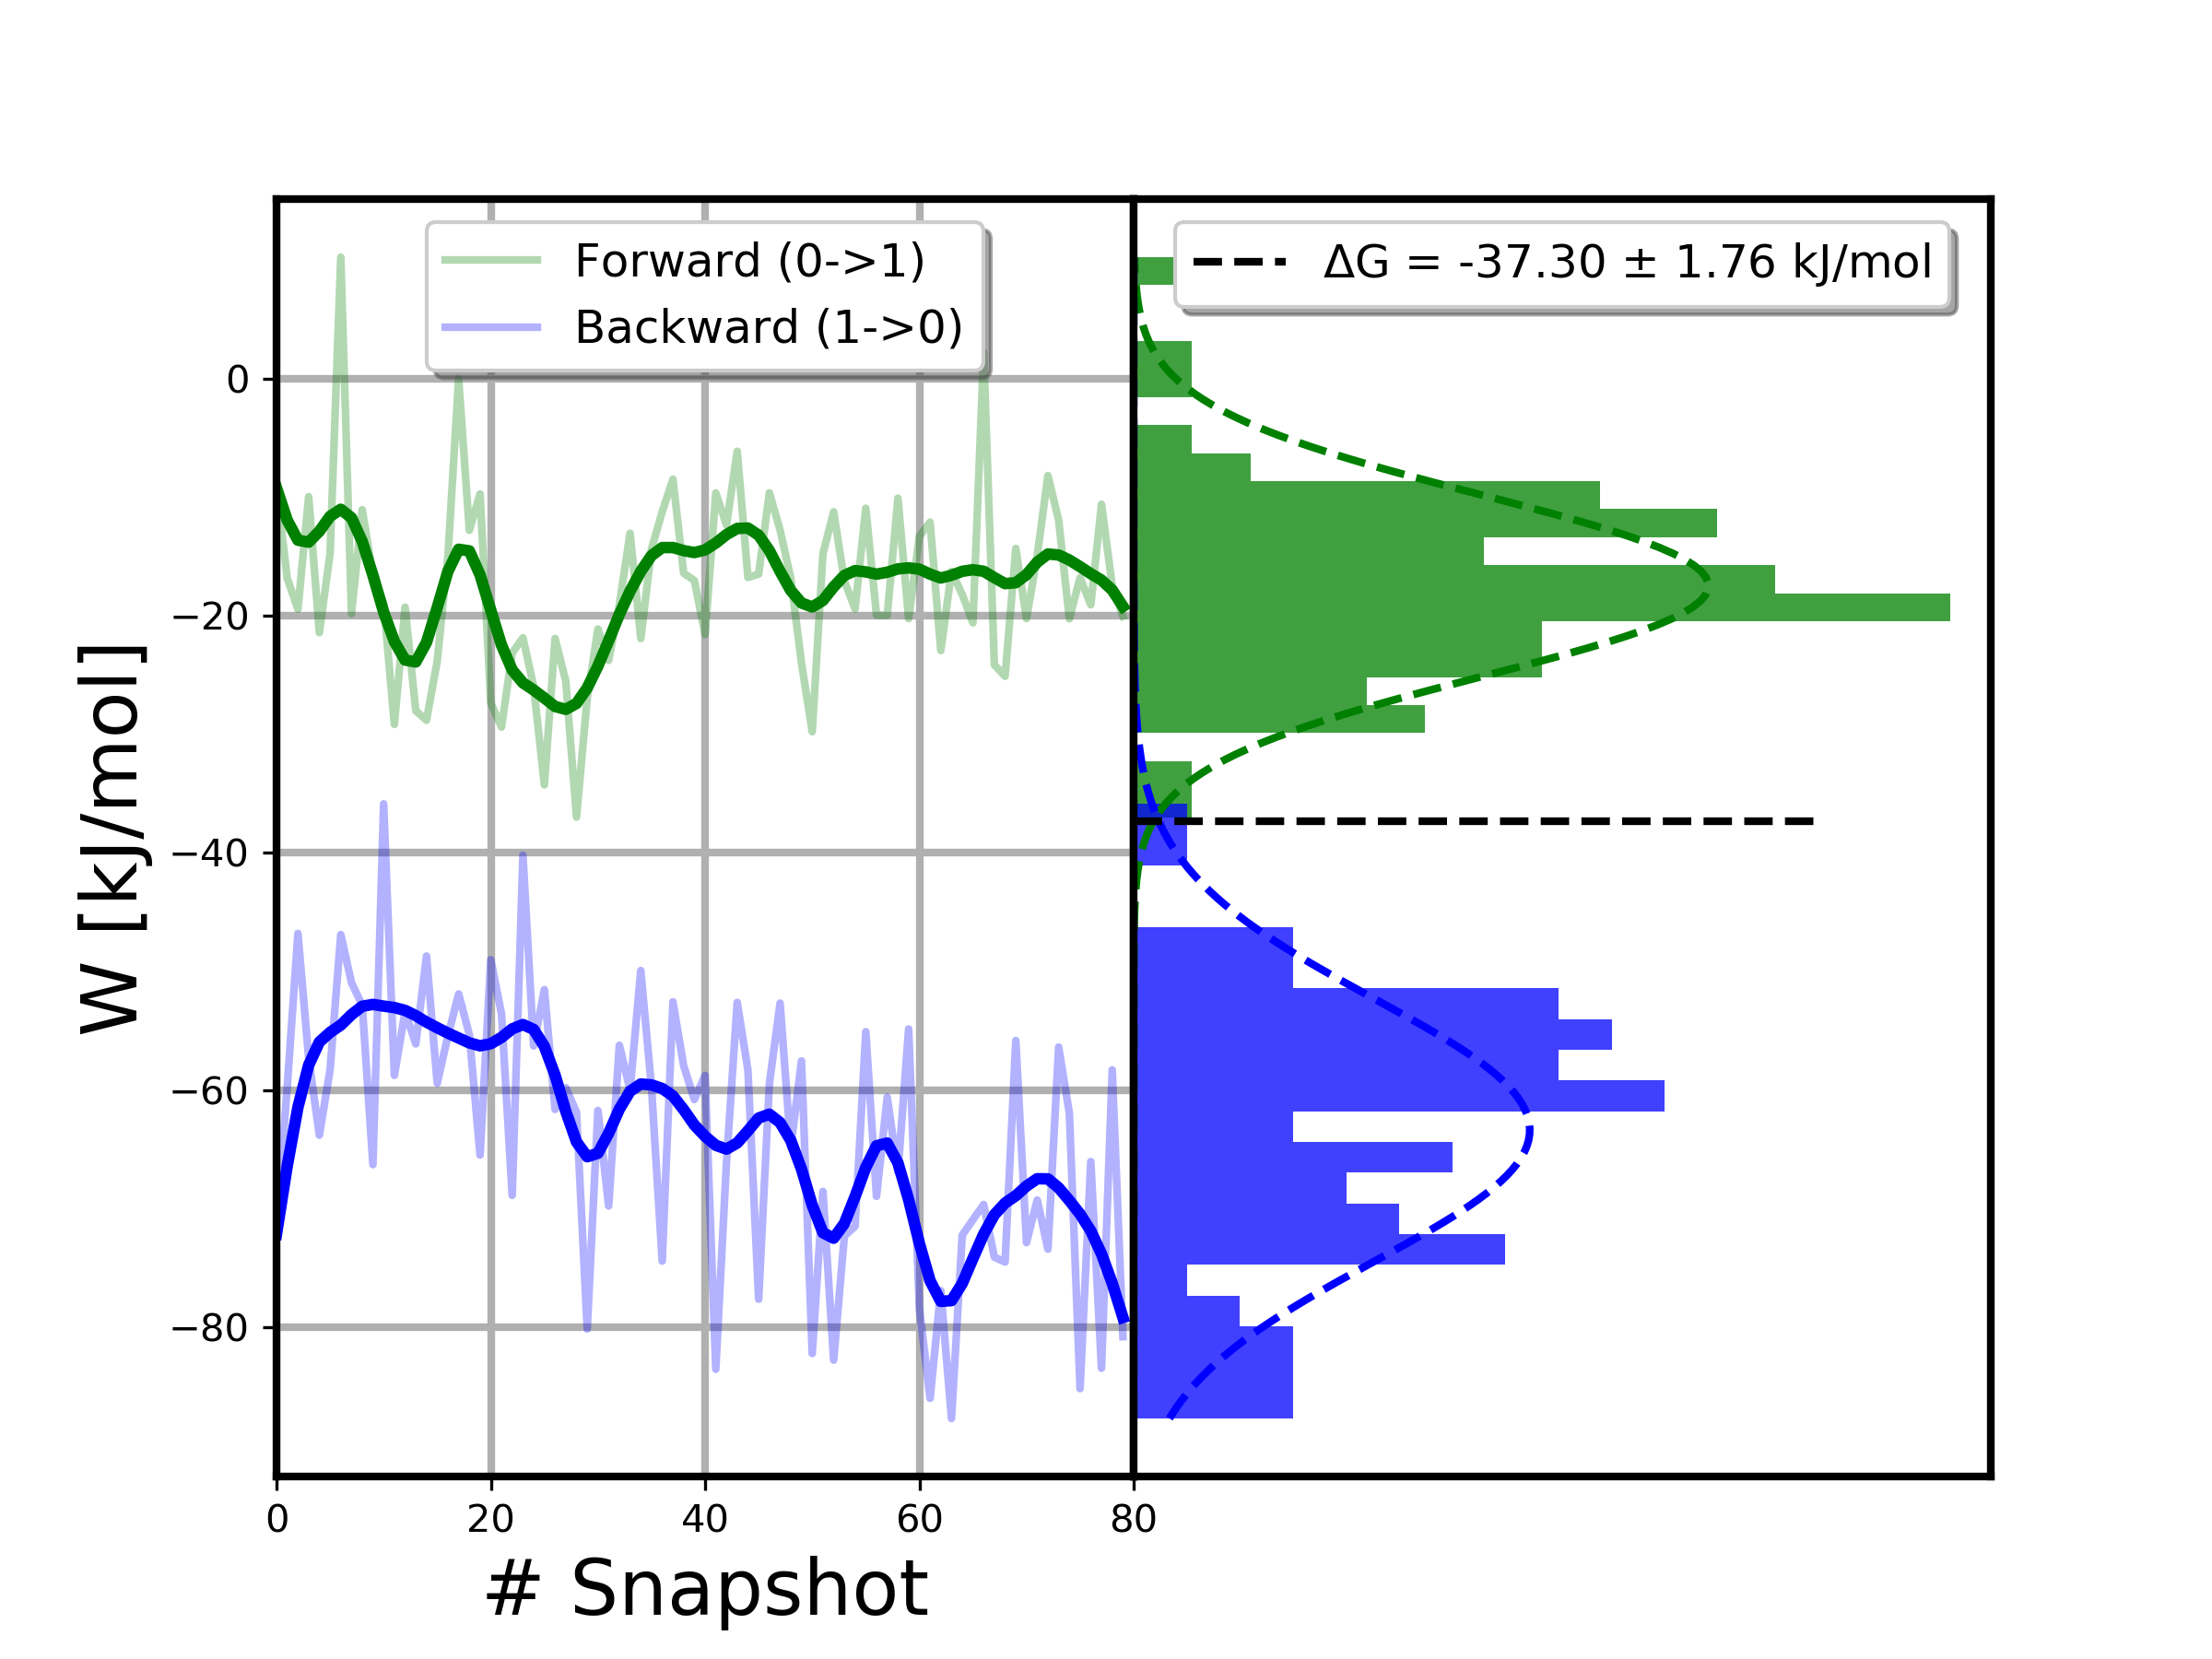 Forward (0->1)
Backward (1->0)
ΔG = -37.30 ± 1.76 kJ/mol
W [kJ/mol]
0
−20
−40
−60
−80
0 20 40 60 80
# Snapshot